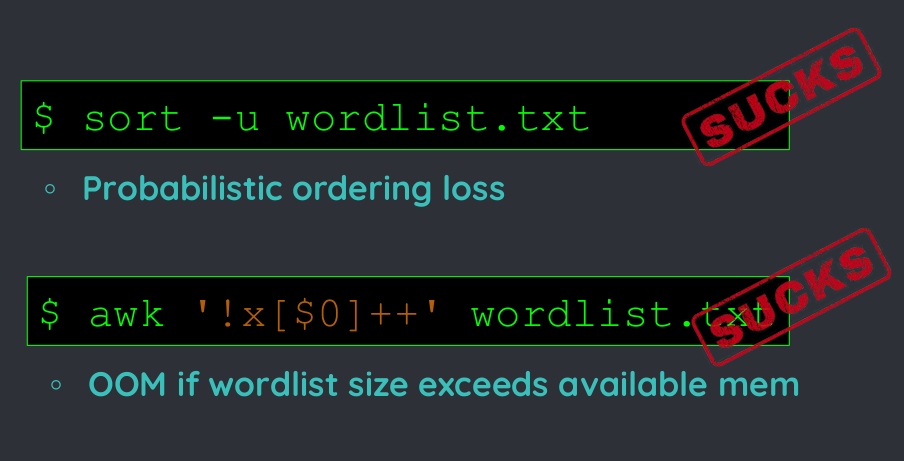 $ sort -u wordlist.txt
SUCKS
◦ Probabilistic ordering loss
$ awk '!x[$0]++' wordlist.txt
SUCKS
◦ OOM if wordlist size exceeds available mem